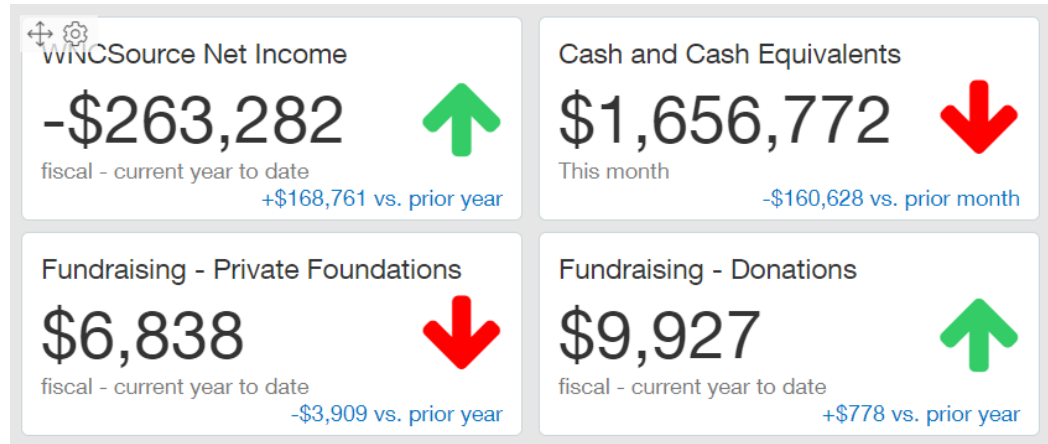 WNCSource Net Income
-$263,282
fiscal - current year to date
+$168,761 vs. prior year
Cash and Cash Equivalents
$1,656,772
This month
-$160,628 vs. prior month
Fundraising - Private Foundations
$6,838
fiscal - current year to date
-$3,909 vs. prior year
Fundraising - Donations
$9,927
fiscal - current year to date
+$778 vs. prior year